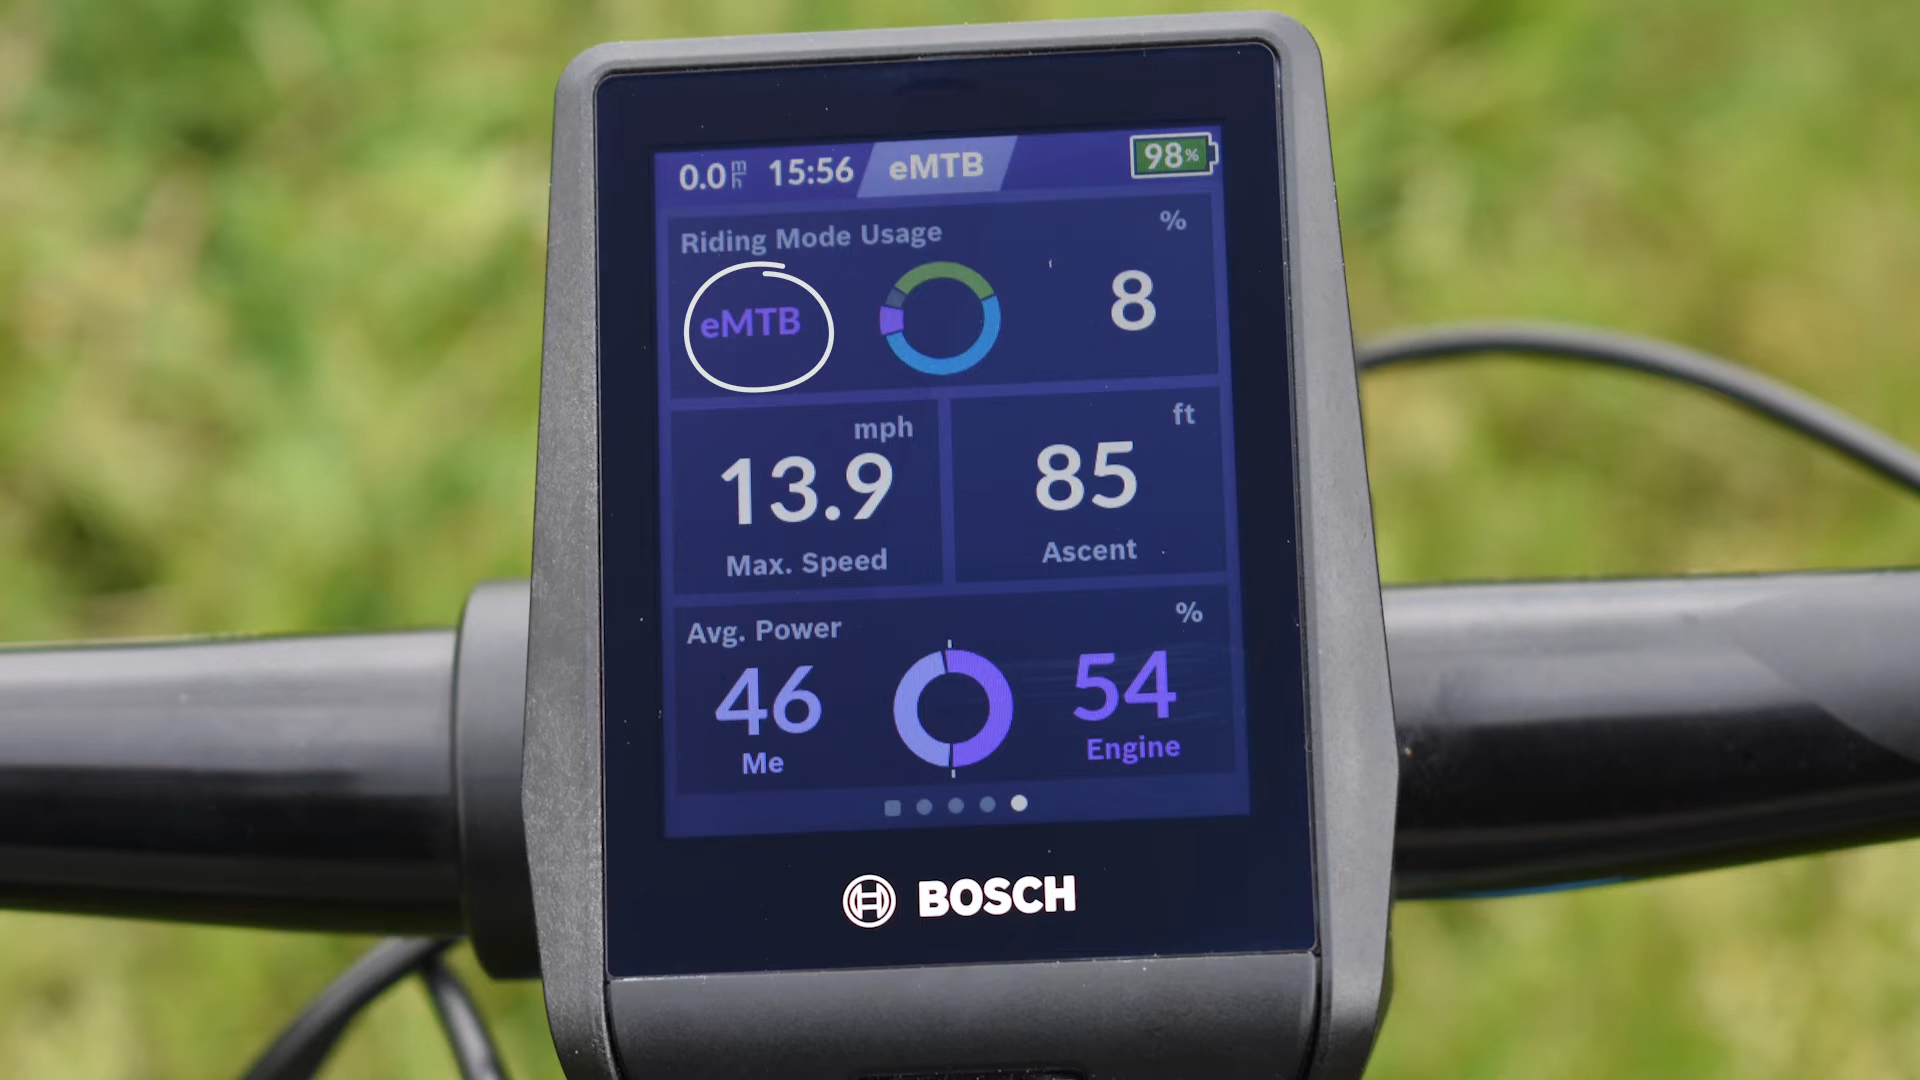 0.0 mh 15:56 eMTB 98%
Riding Mode Usage %
eMTB 8
mph
13.9
Max. Speed
ft
85
Ascent
Avg. Power %
46 54
Me Engine
BOSCH